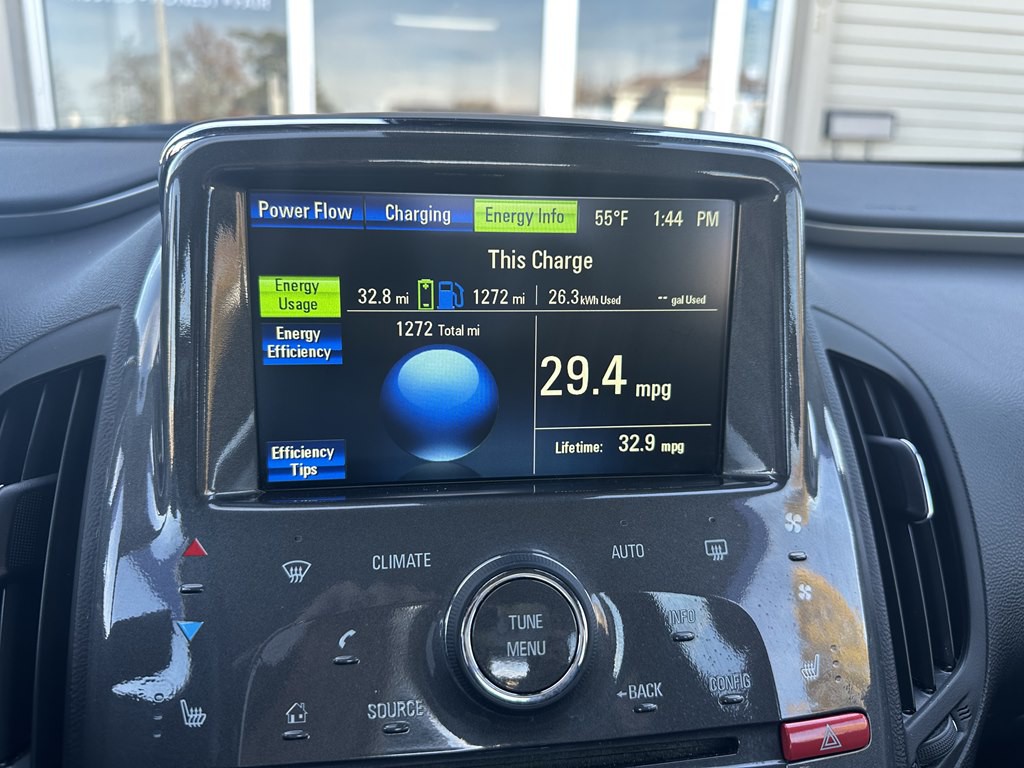 Power Flow Charging Energy Info 55°F 1:44 PM
This Charge
Energy
Usage
32.8 mi 1272 mi 26.3 kWh Used -- gal Used
Energy
Efficiency
1272 Total mi
29.4 mpg
Lifetime: 32.9 mpg
Efficiency
Tips
CLIMATE AUTO
TUNE
MENU
INFO
SOURCE
←BACK
CONFIG